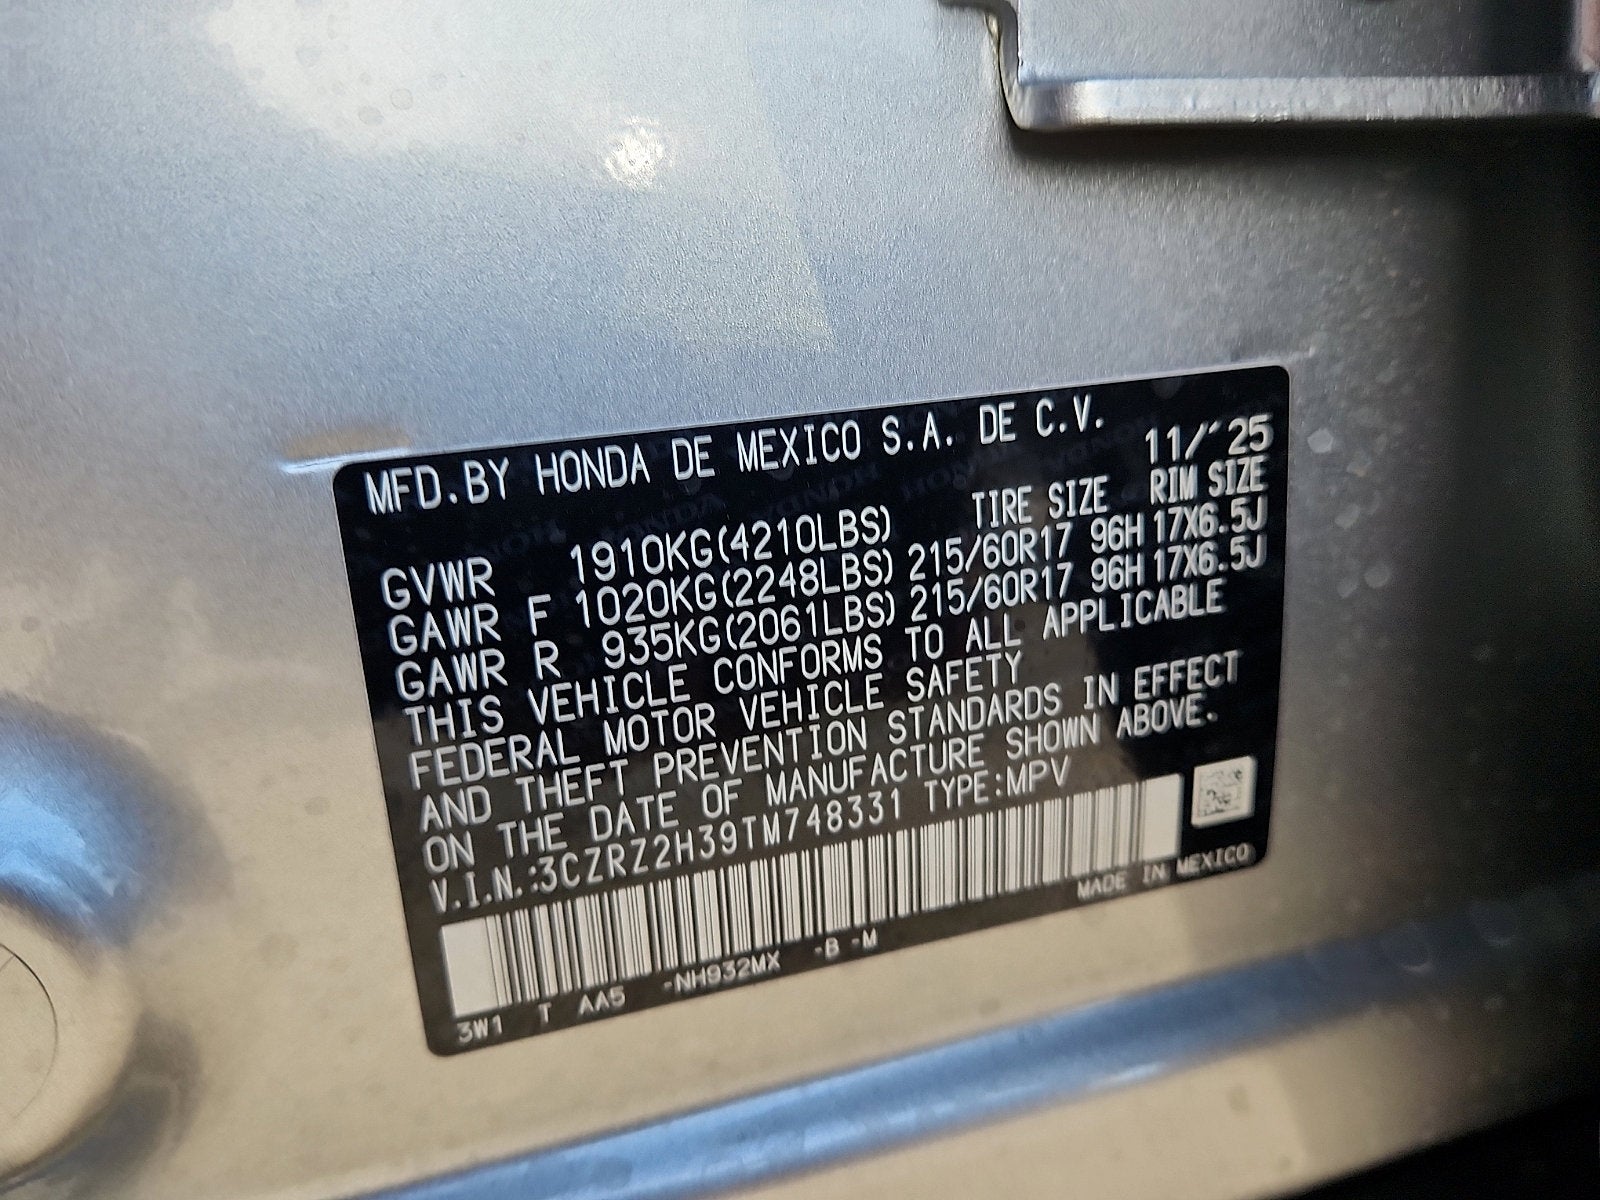 MFD.BY HONDA DE MEXICO S.A. DE C.V.
11/'25
TIRE SIZE RIM SIZE
GVWR 1910KG(4210LBS)
GAWR F 1020KG(2248LBS) 215/60R17 96H 17X6.5J
GAWR R 935KG(2061LBS) 215/60R17 96H 17X6.5J
THIS VEHICLE CONFORMS TO ALL APPLICABLE
FEDERAL MOTOR VEHICLE SAFETY
AND THEFT PREVENTION STANDARDS IN EFFECT
ON THE DATE OF MANUFACTURE SHOWN ABOVE.
V.I.N.:3CZRZ2H39TM748331 TYPE:MPV
MADE IN MEXICO
3W1 T AA5 -NH932MX -B -M